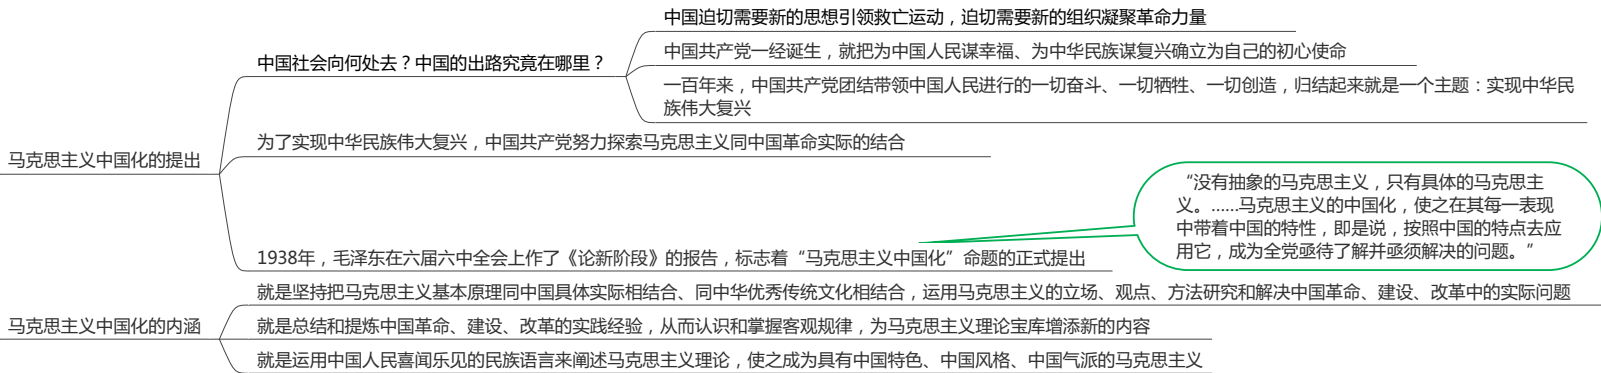 马克思主义中国化的提出
中国社会向何处去？中国的出路究竟在哪里？
中国迫切需要新的思想引领救亡运动，迫切需要新的组织凝聚革命力量
中国共产党一经诞生，就把为中国人民谋幸福、为中华民族谋复兴确立为自己的初心使命
一百年来，中国共产党团结带领中国人民进行的一切奋斗、一切牺牲、一切创造，归结起来就是一个主题：实现中华民
族伟大复兴
为了实现中华民族伟大复兴，中国共产党努力探索马克思主义同中国革命实际的结合
1938年，毛泽东在六届六中全会上作了《论新阶段》的报告，标志着“马克思主义中国化”命题的正式提出
“没有抽象的马克思主义，只有具体的马克思主
义。……马克思主义的中国化，使之在其每一表现
中带着中国的特性，即是说，按照中国的特点去应
用它，成为全党亟待了解并亟须解决的问题。”
马克思主义中国化的内涵
就是坚持把马克思主义基本原理同中国具体实际相结合、同中华优秀传统文化相结合，运用马克思主义的立场、观点、方法研究和解决中国革命、建设、改革中的实际问题
就是总结和提炼中国革命、建设、改革的实践经验，从而认识和掌握客观规律，为马克思主义理论宝库增添新的内容
就是运用中国人民喜闻乐见的民族语言来阐述马克思主义理论，使之成为具有中国特色、中国风格、中国气派的马克思主义